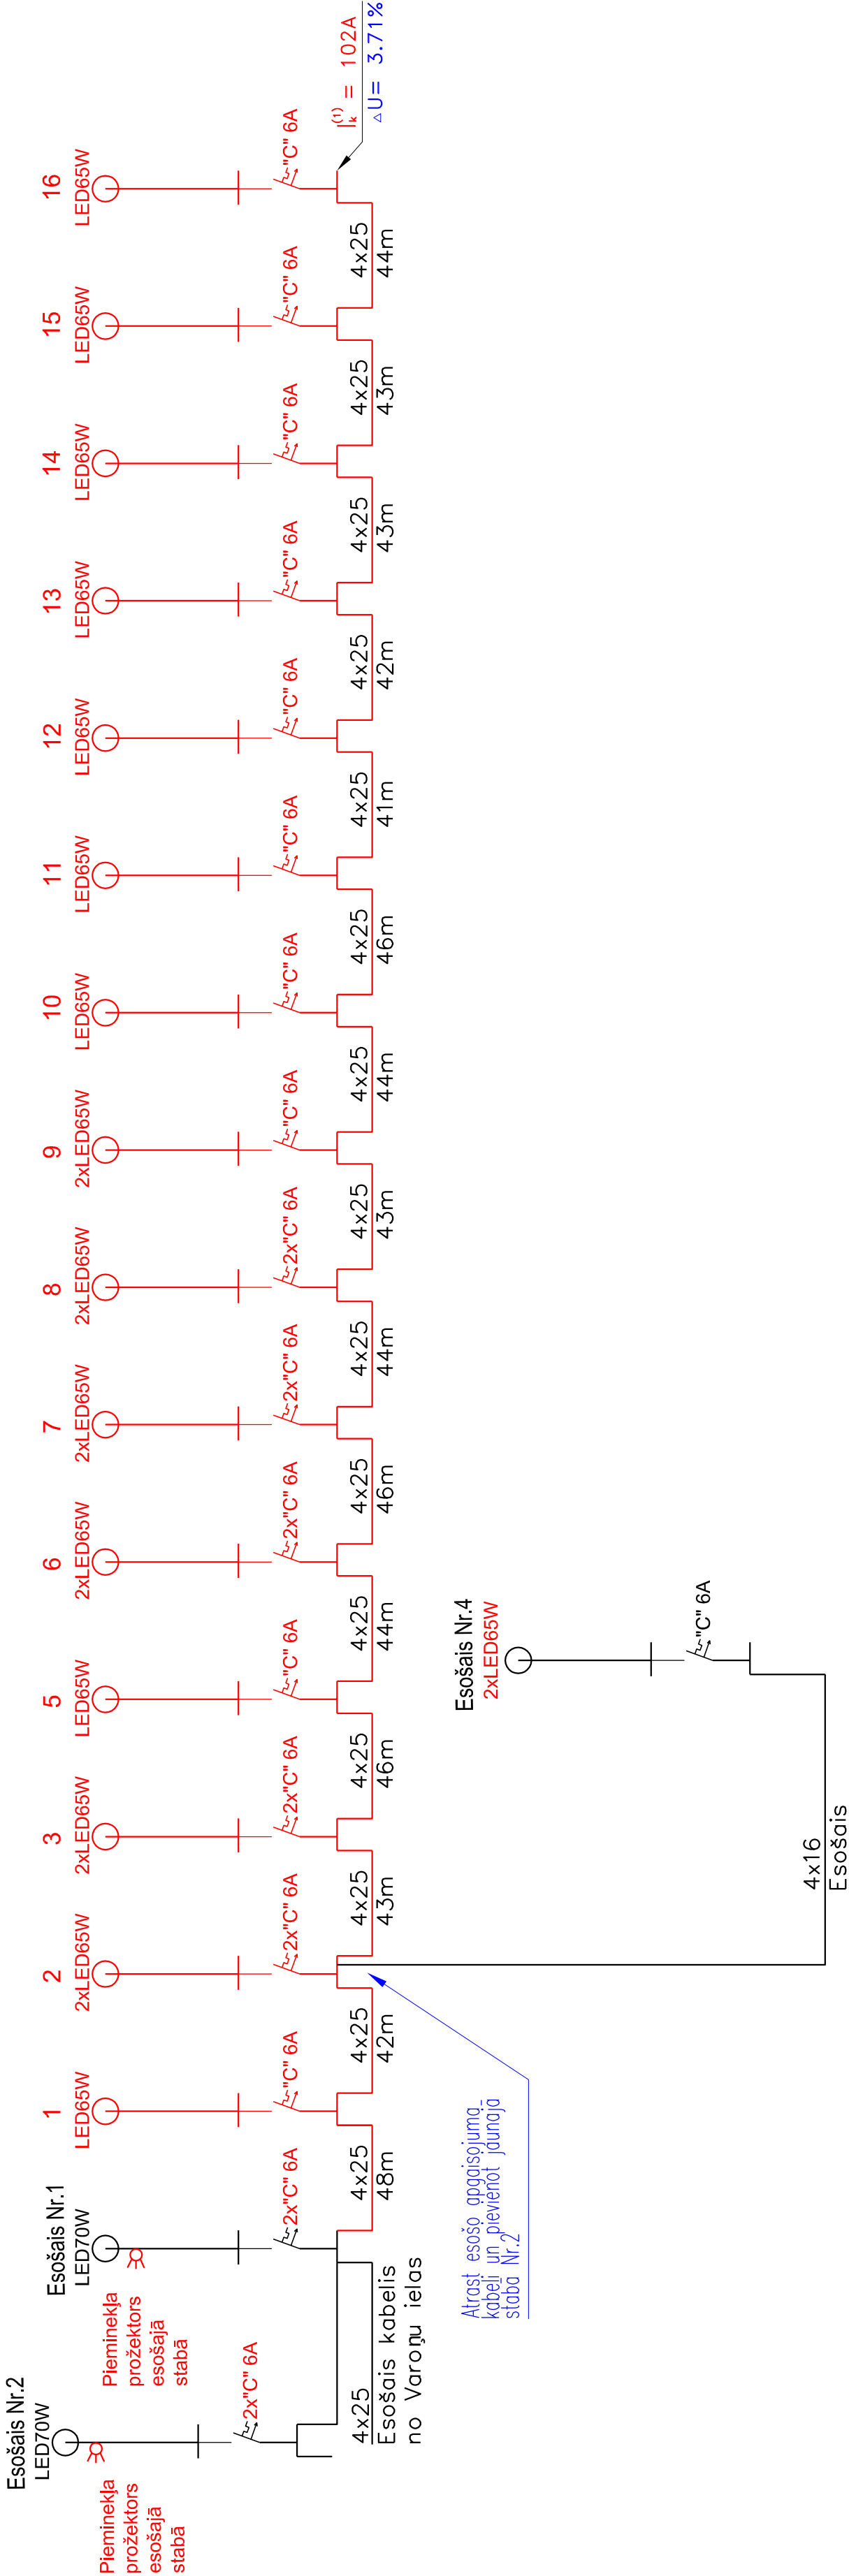 Esošais Nr.2
LED70W
Pieminekļa
prožektors
esošajā
stabā
2x"C" 6A
Esošais Nr.1
LED70W
Pieminekļa
prožektors
esošajā
stabā
2x"C" 6A
4x25
Esošais kabelis
no Varoņu ielas
4x25
48m
1
LED65W
"C" 6A
4x25
42m
2
2xLED65W
2x"C" 6A
4x25
43m
3
2xLED65W
2x"C" 6A
4x25
46m
5
LED65W
"C" 6A
4x25
44m
6
2xLED65W
2x"C" 6A
4x25
46m
7
2xLED65W
2x"C" 6A
4x25
44m
8
2xLED65W
2x"C" 6A
4x25
43m
9
2xLED65W
"C" 6A
4x25
44m
10
LED65W
"C" 6A
4x25
46m
11
LED65W
"C" 6A
4x25
41m
12
LED65W
"C" 6A
4x25
42m
13
LED65W
"C" 6A
4x25
43m
14
LED65W
"C" 6A
4x25
43m
15
LED65W
"C" 6A
4x25
44m
16
LED65W
"C" 6A
I(1)k = 102A
△U= 3.71%
Atrast esošo apgaisojuma
kabeļi un pievienot jaunajā
staba Nr.2
Esošais Nr.4
2xLED65W
"C" 6A
4x16
Esošais